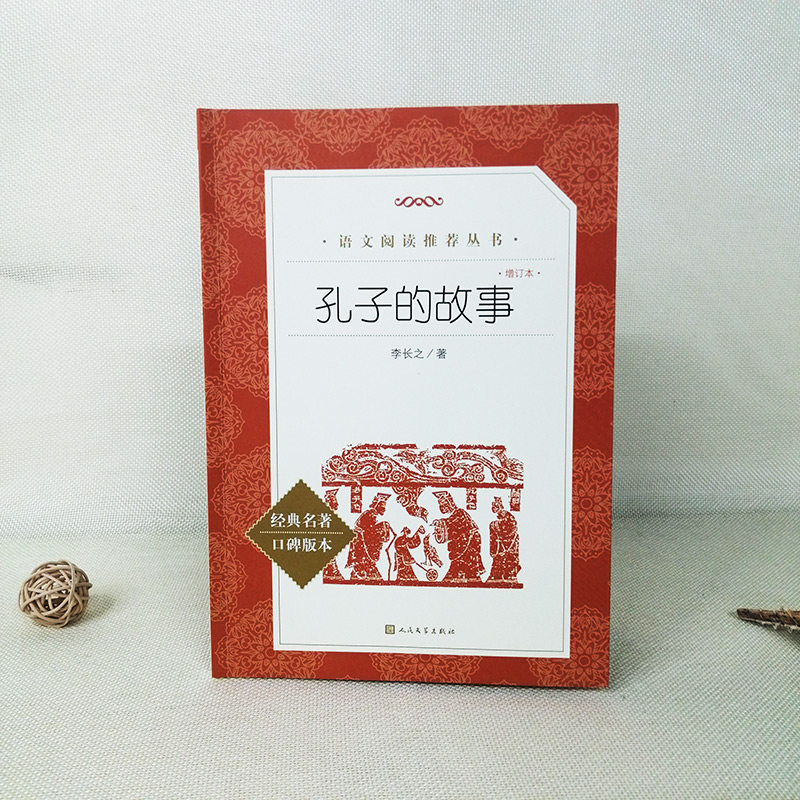 ·语文阅读推荐丛书·
·增订本·
孔子的故事
李长之/著
经典名著
口碑版本
人民文学出版社